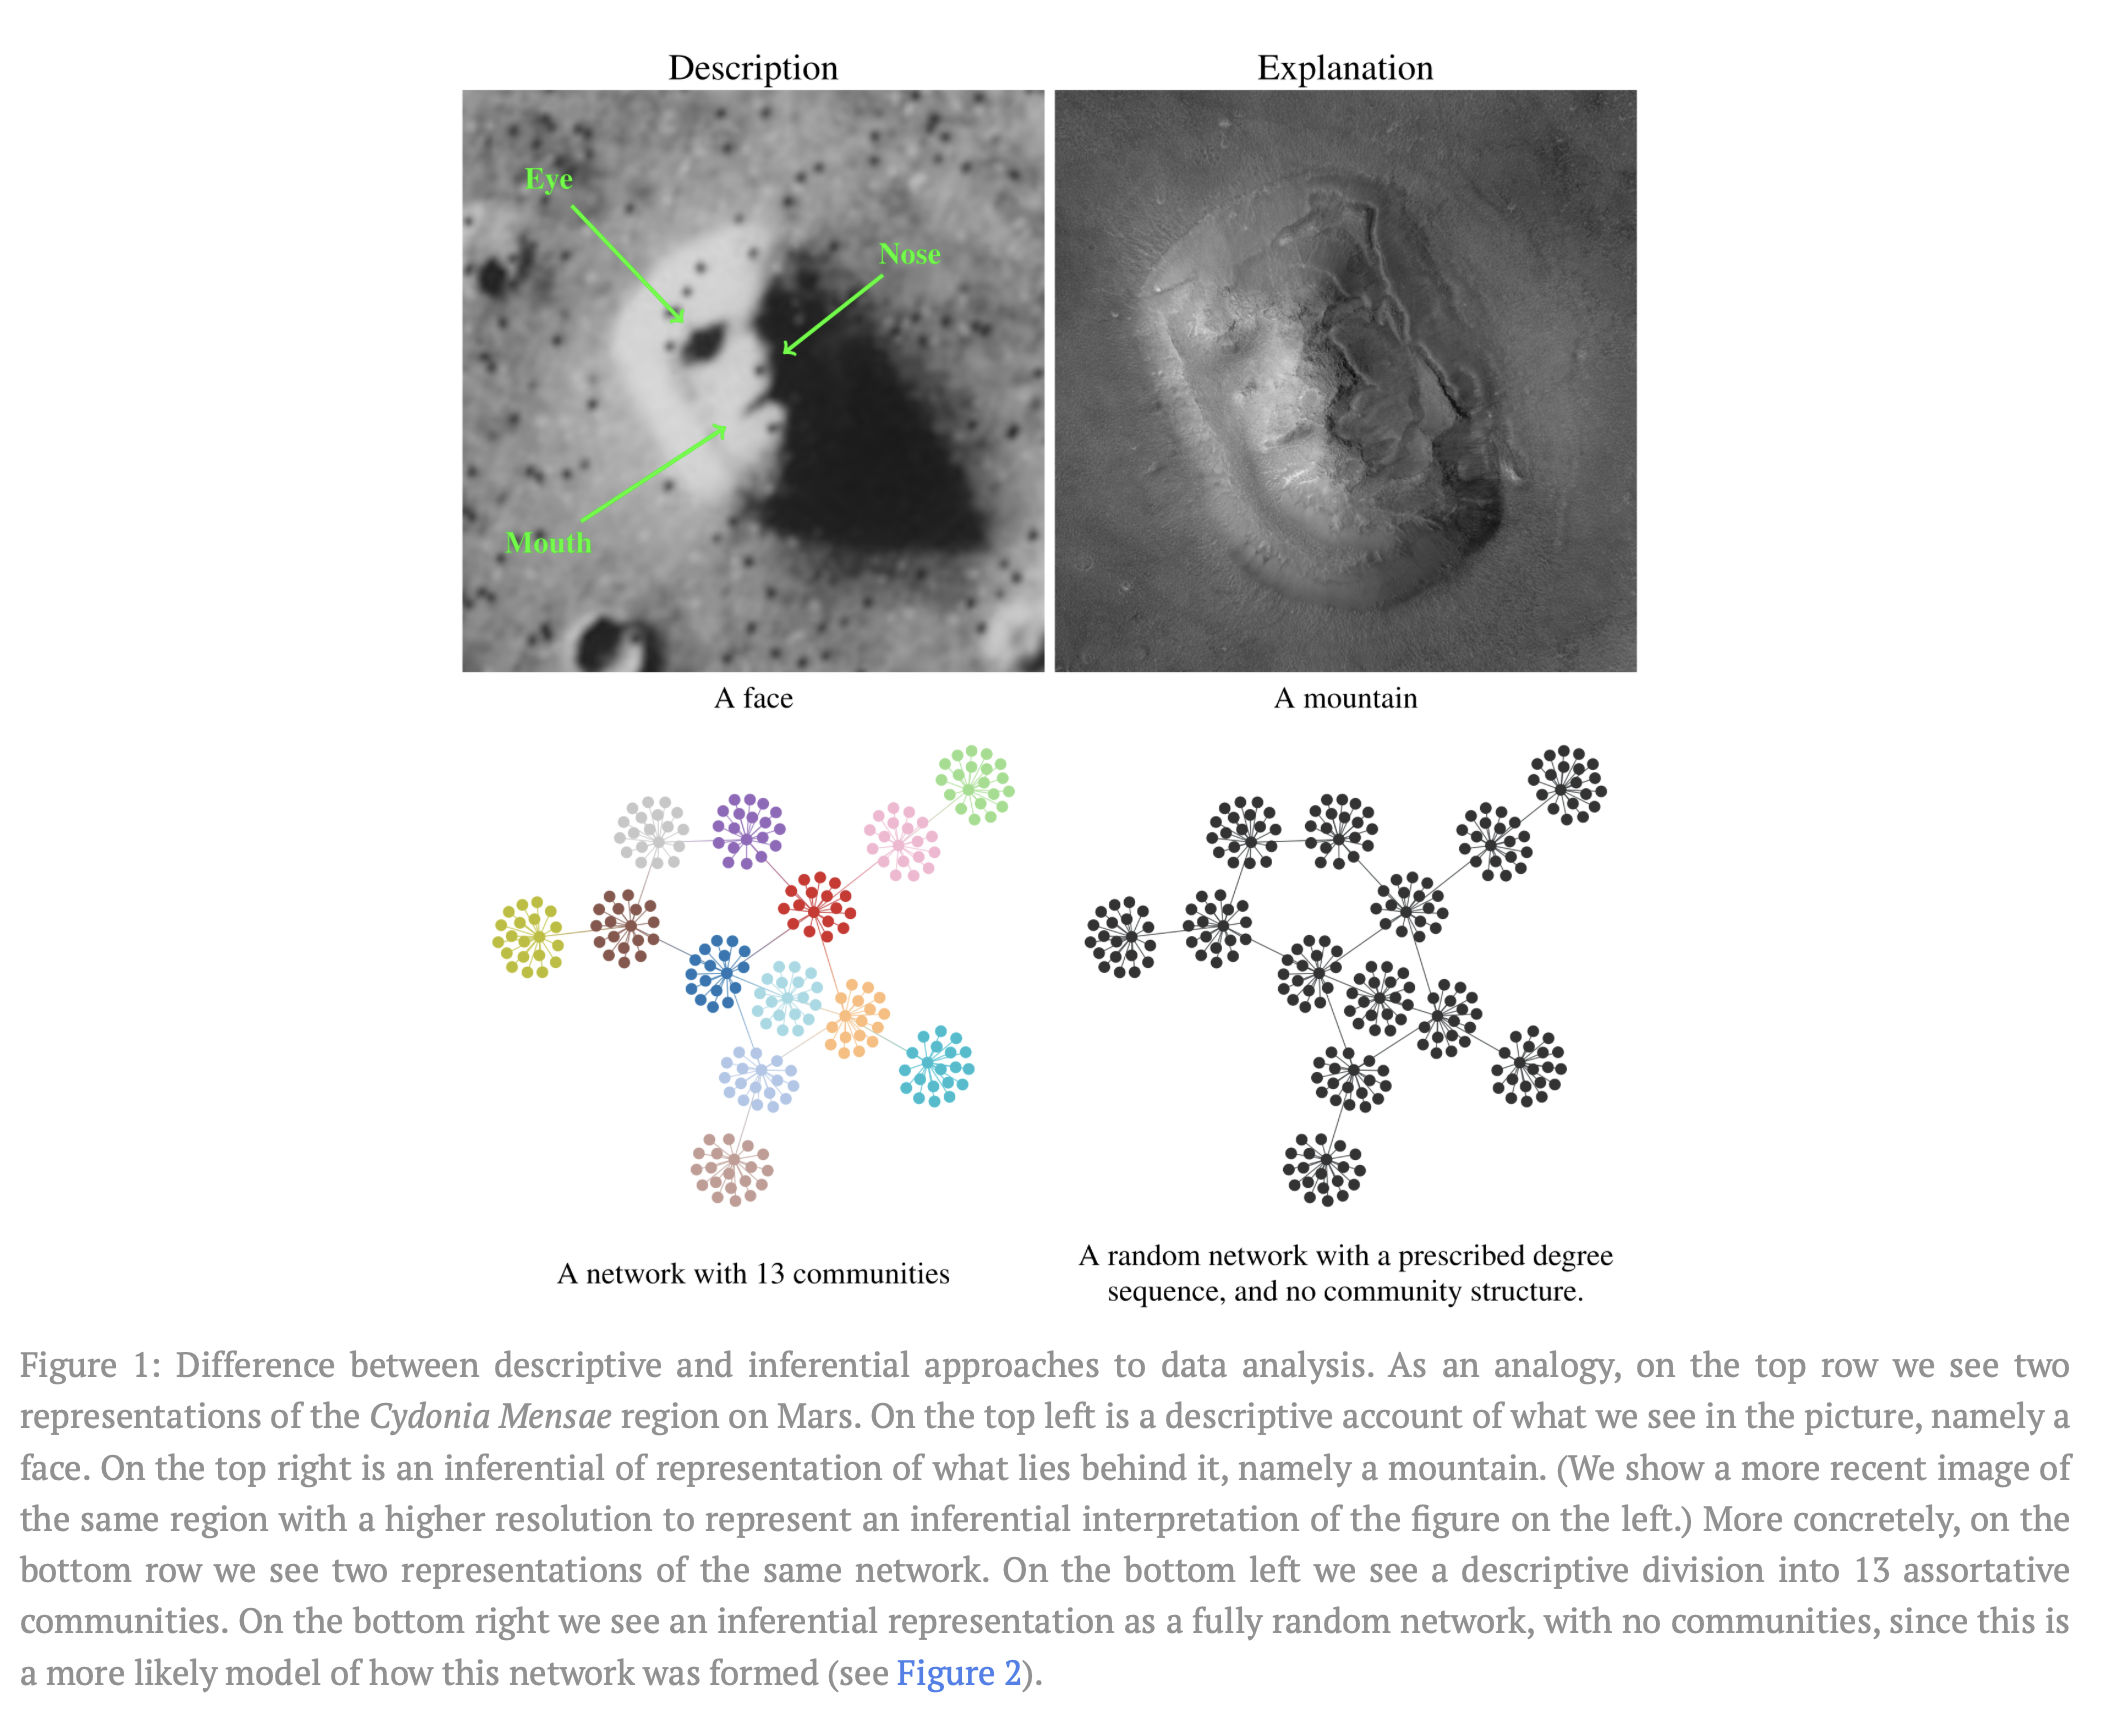 Description
Explanation
Eye
Nose
Mouth
A face
A mountain
A network with 13 communities
A random network with a prescribed degree
sequence, and no community structure.
Figure 1: Difference between descriptive and inferential approaches to data analysis. As an analogy, on the top row we see two
representations of the Cydonia Mensae region on Mars. On the top left is a descriptive account of what we see in the picture, namely a
face. On the top right is an inferential of representation of what lies behind it, namely a mountain. (We show a more recent image of
the same region with a higher resolution to represent an inferential interpretation of the figure on the left.) More concretely, on the
bottom row we see two representations of the same network. On the bottom left we see a descriptive division into 13 assortative
communities. On the bottom right we see an inferential representation as a fully random network, with no communities, since this is
a more likely model of how this network was formed (see Figure 2).